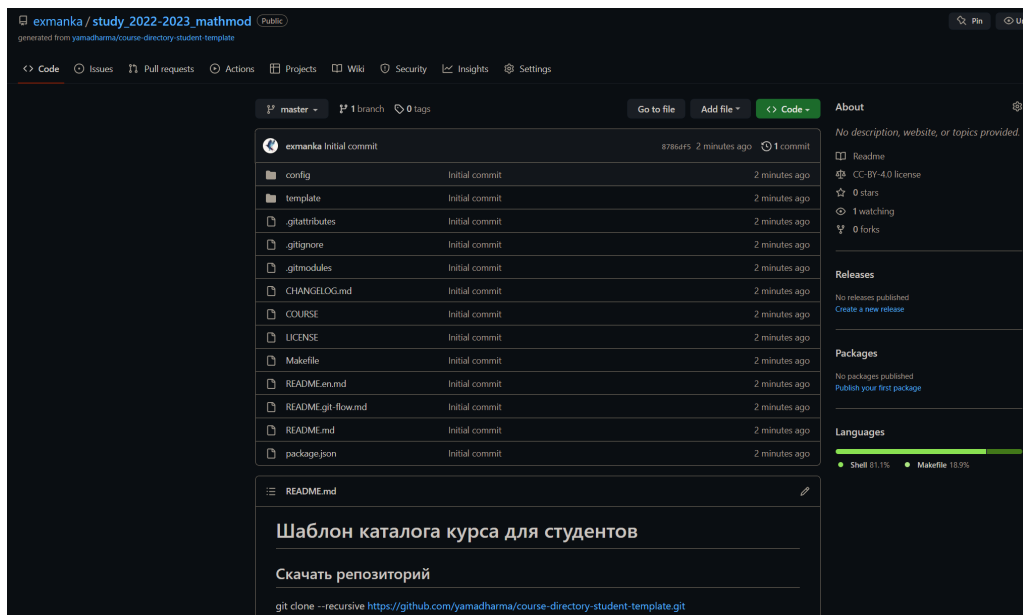 exmanka / study_2022-2023_mathmod Public
Pin
generated from yamadharma/course-directory-student-template
Code Issues Pull requests Actions Projects Wiki Security Insights Settings
master 1 branch 0 tags Go to file Add file Code
exmanka Initial commit 8786df5 2 minutes ago 1 commit
config Initial commit 2 minutes ago
template Initial commit 2 minutes ago
.gitattributes Initial commit 2 minutes ago
.gitignore Initial commit 2 minutes ago
.gitmodules Initial commit 2 minutes ago
CHANGELOG.md Initial commit 2 minutes ago
COURSE Initial commit 2 minutes ago
LICENSE Initial commit 2 minutes ago
Makefile Initial commit 2 minutes ago
README.en.md Initial commit 2 minutes ago
README.git-flow.md Initial commit 2 minutes ago
README.md Initial commit 2 minutes ago
package.json Initial commit 2 minutes ago
README.md
Шаблон каталога курса для студентов
Скачать репозиторий
git clone --recursive https://github.com/yamadharma/course-directory-student-template.git
About
No description, website, or topics provided.
Readme
CC-BY-4.0 license
0 stars
1 watching
0 forks
Releases
No releases published
Create a new release
Packages
No packages published
Publish your first package
Languages
Shell 81.1% Makefile 18.9%